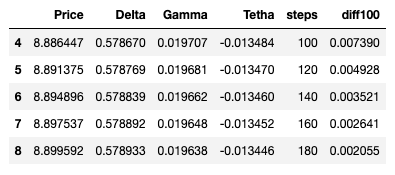 Price Delta Gamma Tetha steps diff100
4 8.886447 0.578670 0.019707 -0.013484 100 0.007390
5 8.891375 0.578769 0.019681 -0.013470 120 0.004928
6 8.894896 0.578839 0.019662 -0.013460 140 0.003521
7 8.897537 0.578892 0.019648 -0.013452 160 0.002641
8 8.899592 0.578933 0.019638 -0.013446 180 0.002055